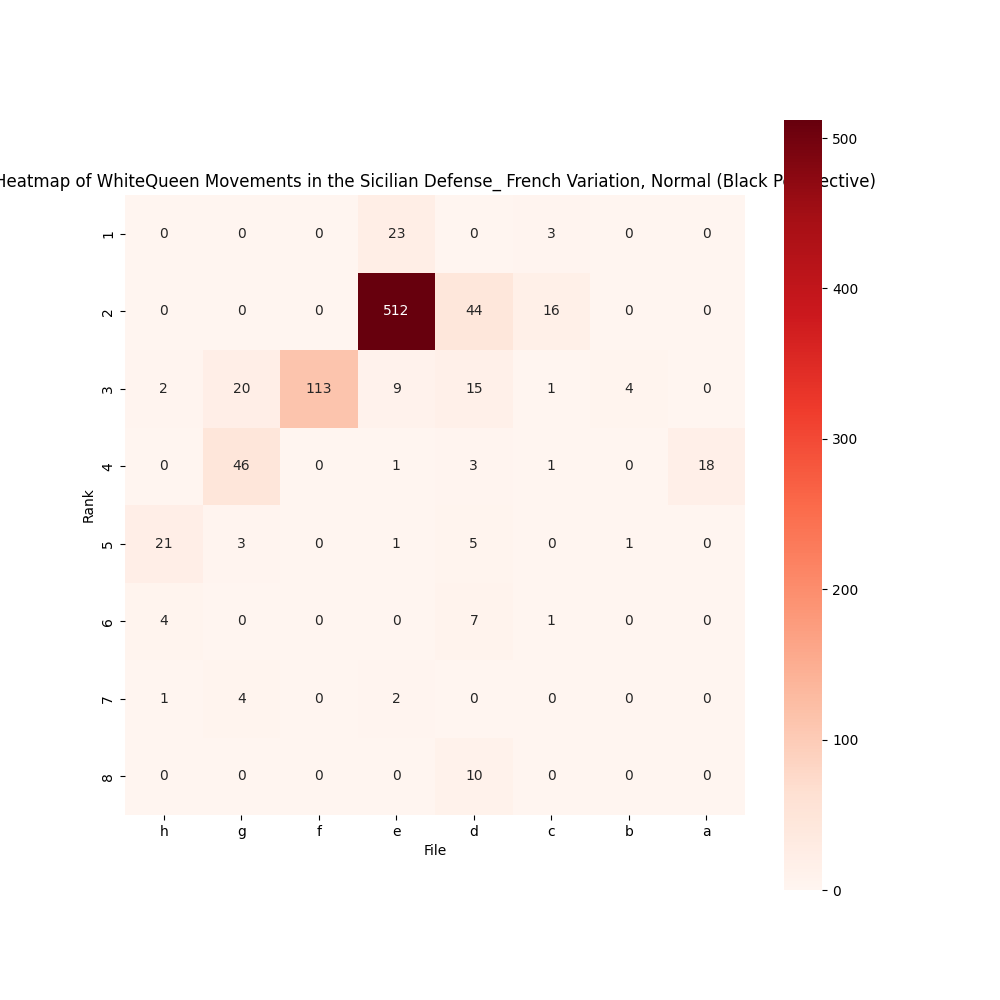 Heatmap of WhiteQueen Movements in the Sicilian Defense_ French Variation, Normal (Black P ective)
500
1 0 0 0 23 0 3 0 0
2 0 0 0 512 44 16 0 0
400
3 2 20 113 9 15 1 4 0
300
4 0 46 0 1 3 1 0 18
Rank
5 21 3 0 1 5 0 1 0
200
6 4 0 0 0 7 1 0 0
7 1 4 0 2 0 0 0 0
100
8 0 0 0 0 10 0 0 0
h g f e d c b a
File
0